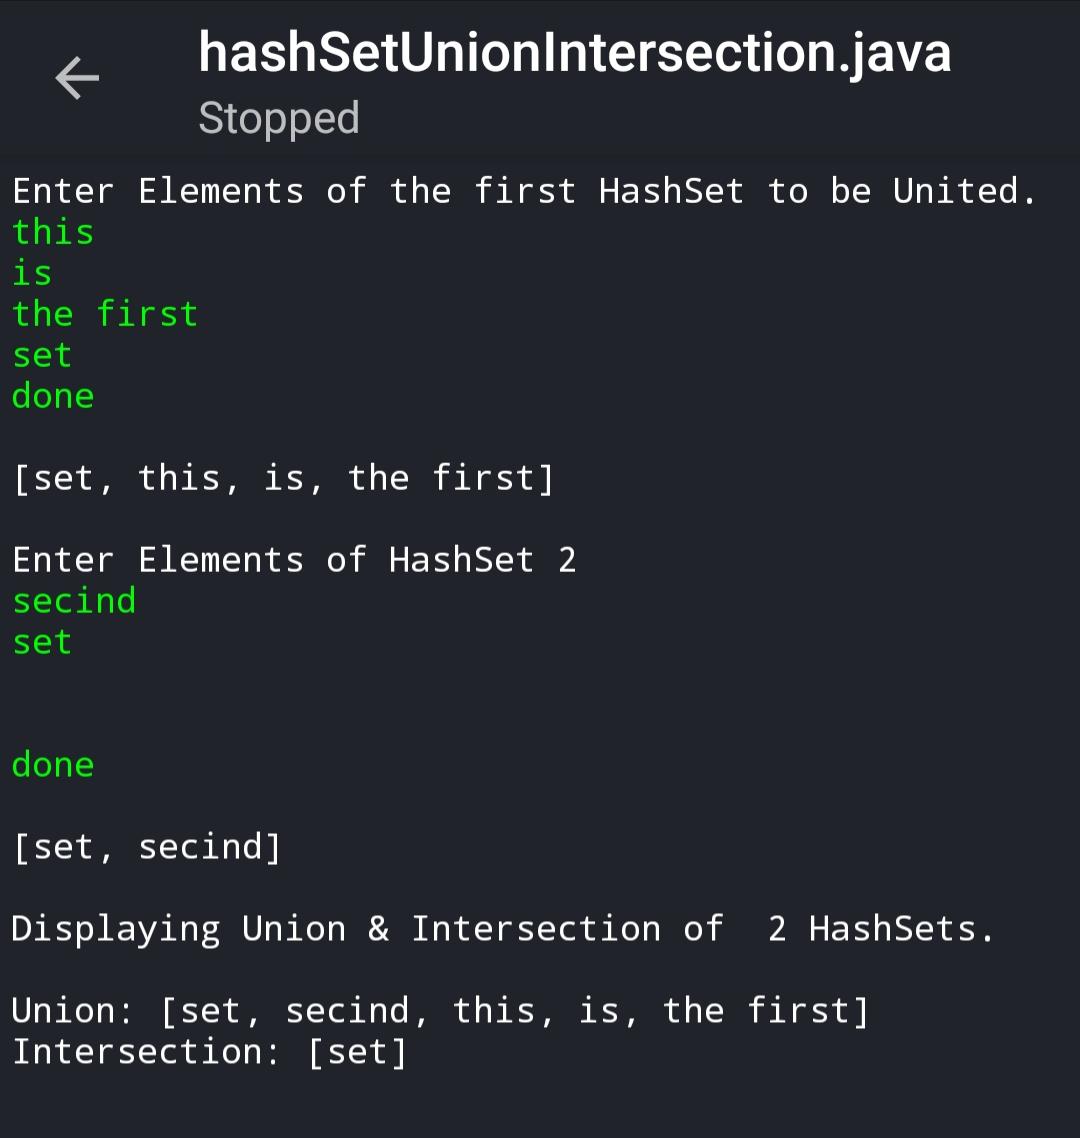 hashSetUnionIntersection.java
Stopped
Enter Elements of the first HashSet to be United.
this
is
the first
set
done
[set, this, is, the first]
Enter Elements of HashSet 2
secind
set
done
[set, secind]
Displaying Union & Intersection of  2 HashSets.
Union: [set, secind, this, is, the first]
Intersection: [set]